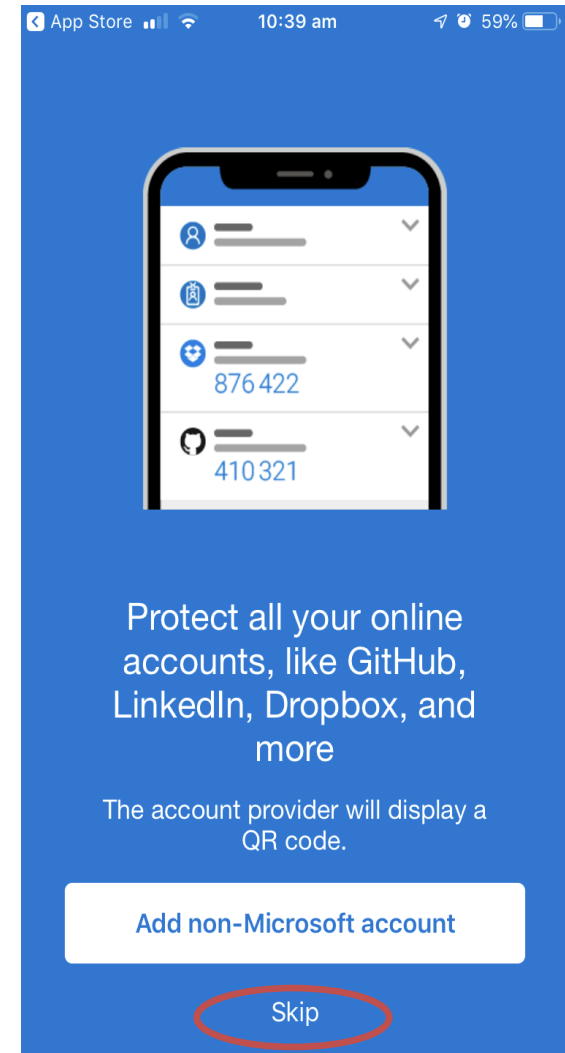 App Store 10:39 am 59%
876 422
410 321
Protect all your online
accounts, like GitHub,
LinkedIn, Dropbox, and
more
The account provider will display a
QR code.
Add non-Microsoft account
Skip